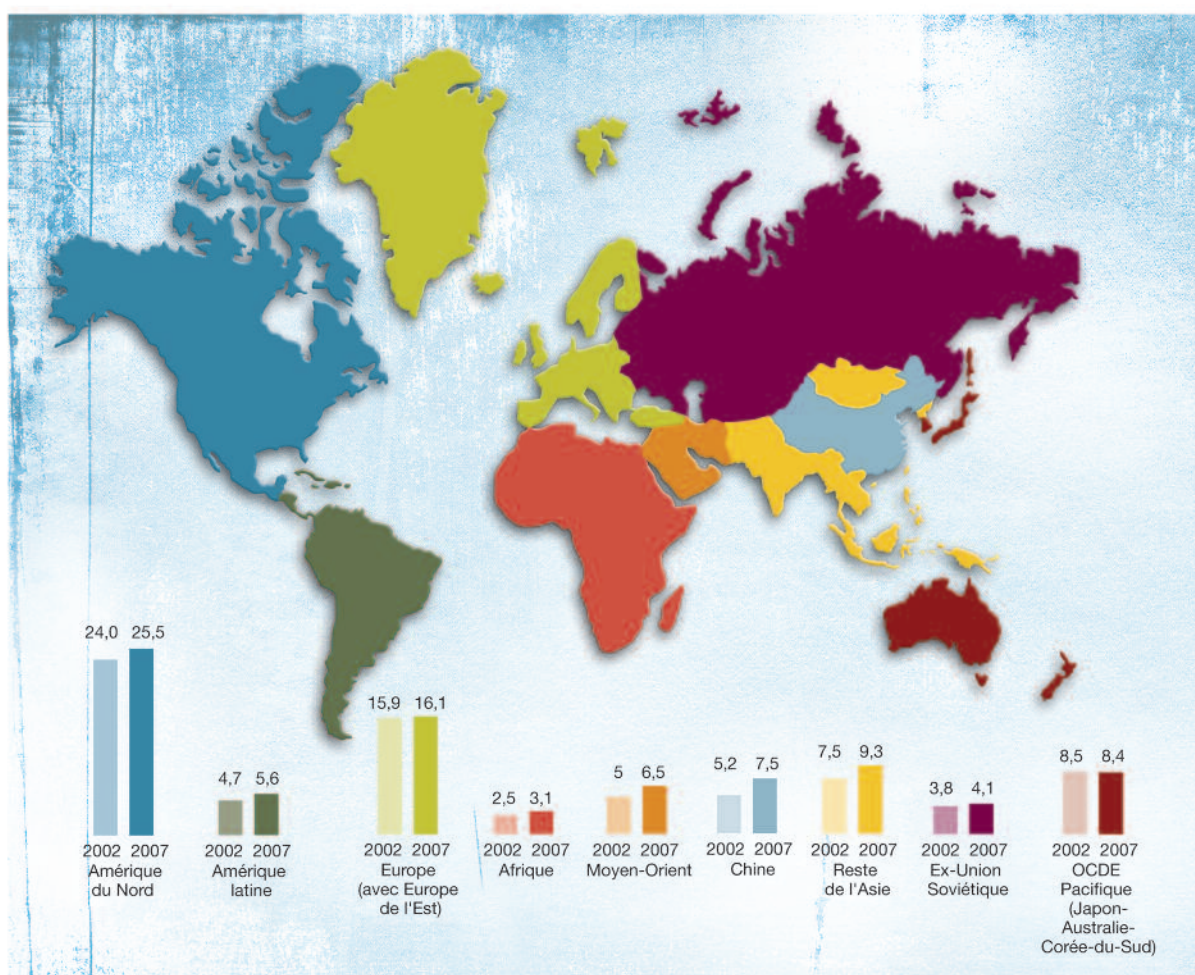 24,0 25,5
2002 2007
Amérique
du Nord
4,7 5,6
2002 2007
Amérique
latine
15,9 16,1
2002 2007
Europe
(avec Europe
de l'Est)
2,5 3,1
2002 2007
Afrique
5 6,5
2002 2007
Moyen-Orient
5,2 7,5
2002 2007
Chine
7,5 9,3
2002 2007
Reste
de l'Asie
3,8 4,1
2002 2007
Ex-Union
Soviétique
8,5 8,4
2002 2007
OCDE
Pacifique
(Japon-
Australie-
Corée-du-Sud)